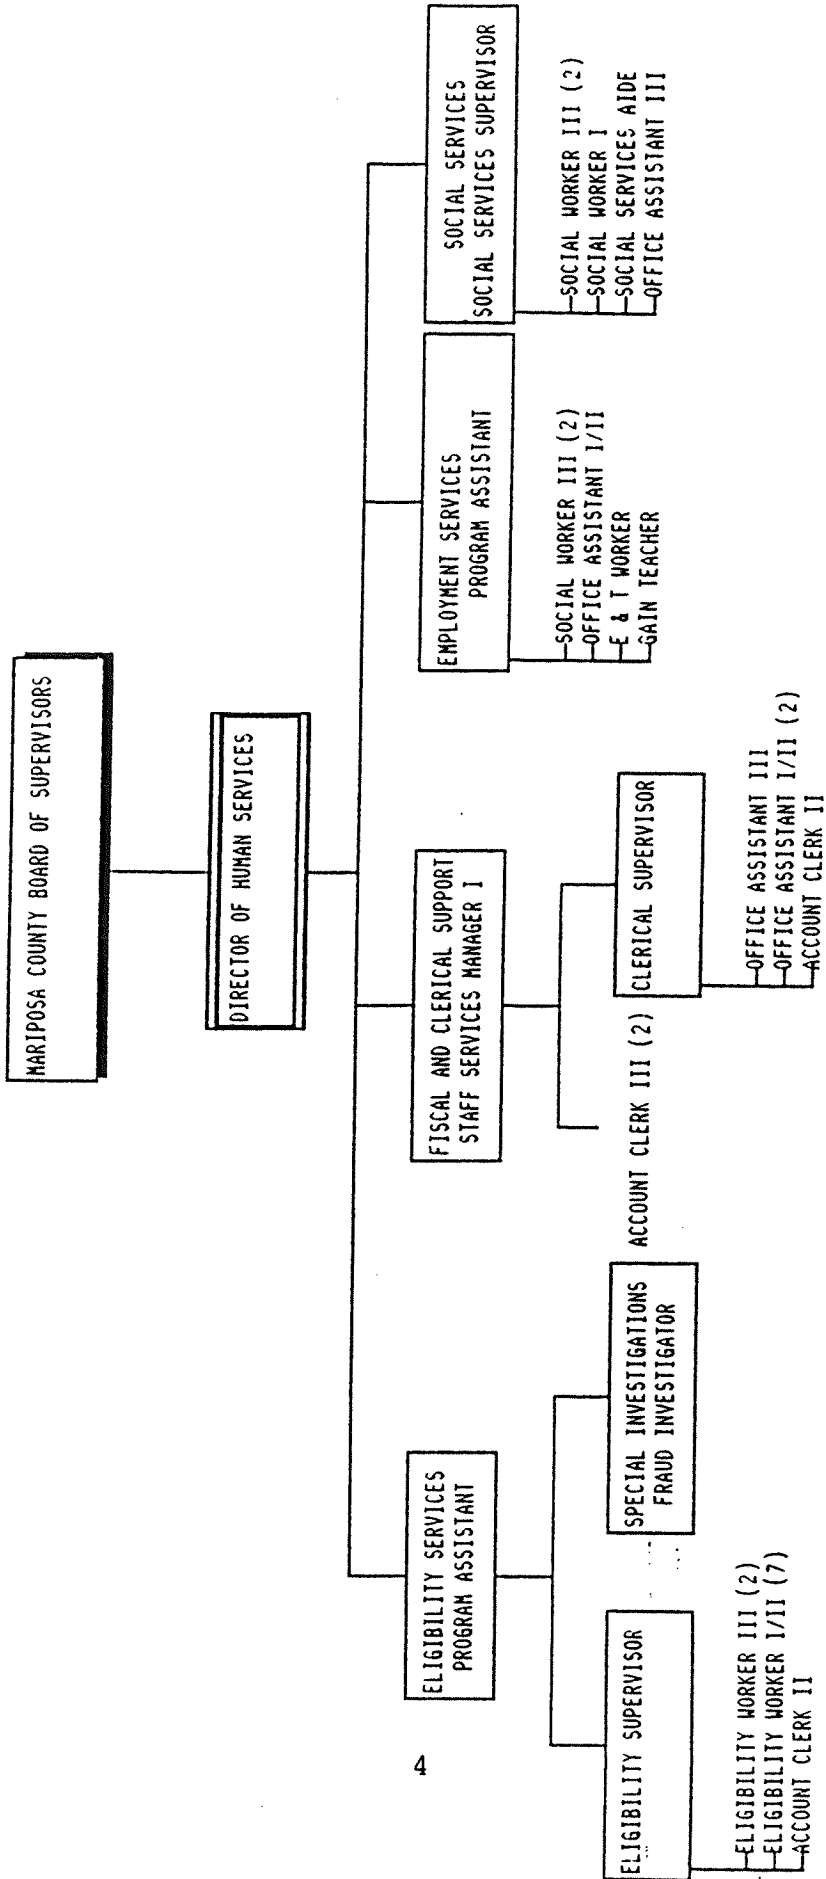 MARIPOSA COUNTY BOARD OF SUPERVISORS
DIRECTOR OF HUMAN SERVICES
ELIGIBILITY SERVICES
PROGRAM ASSISTANT
FISCAL AND CLERICAL SUPPORT
STAFF SERVICES MANAGER I
EMPLOYMENT SERVICES
PROGRAM ASSISTANT
SOCIAL SERVICES
SOCIAL SERVICES SUPERVISOR
ELIGIBILITY SUPERVISOR
ELIGIBILITY WORKER III (2)
ELIGIBILITY WORKER I/II (7)
ACCOUNT CLERK II
SPECIAL INVESTIGATIONS
FRAUD INVESTIGATOR
ACCOUNT CLERK III (2)
CLERICAL SUPERVISOR
OFFICE ASSISTANT III
OFFICE ASSISTANT I/II (2)
ACCOUNT CLERK II
SOCIAL WORKER III (2)
OFFICE ASSISTANT I/II
E & T WORKER
GAIN TEACHER
SOCIAL WORKER III (2)
SOCIAL WORKER I
SOCIAL SERVICES AIDE
OFFICE ASSISTANT III
4